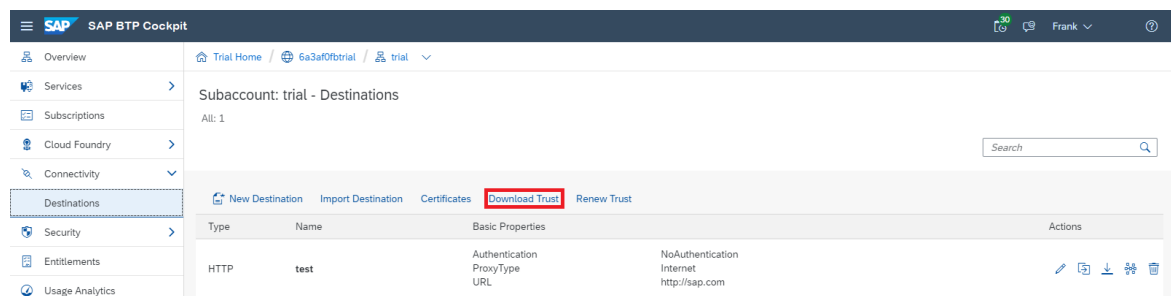 SAP SAP BTP Cockpit 30 Frank ?
Overview
Services
Subscriptions
Cloud Foundry
Connectivity
Destinations
Security
Entitlements
Usage Analytics
Trial Home / 6a3af0fbtrial / trial
Subaccount: trial - Destinations
All: 1
Search
New Destination Import Destination Certificates Download Trust Renew Trust
Type Name Basic Properties Actions
HTTP test
Authentication NoAuthentication
ProxyType Internet
URL http://sap.com